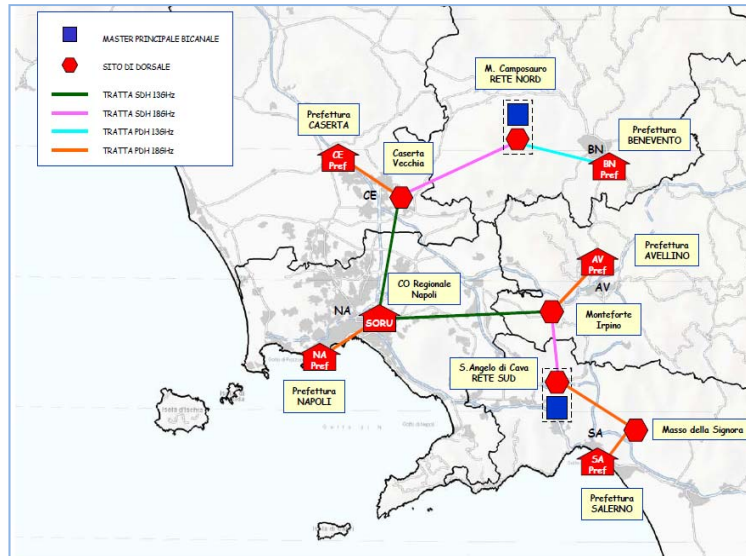 MASTER PRINCIPALE BICANALE
SITO DI DORSALE
TRATTA SDH 13GHz
TRATTA SDH 18GHz
TRATTA PDH 13GHz
TRATTA PDH 18GHz
M. Camposauro
RETE NORD
Prefettura
CASERTA
Prefettura
BENEVENTO
Caserta
Vecchia
BN
CE
Pref
BN
Pref
CE
Prefettura
AVELLINO
AV
Pref
CO Regionale
Napoli
AV
NA
SORU
Monteforte
Irpino
NA
Pref
S.Angelo di Cava
RETE SUD
Prefettura
NAPOLI
SA
Masso della Signora
SA
Pref
Prefettura
SALERNO